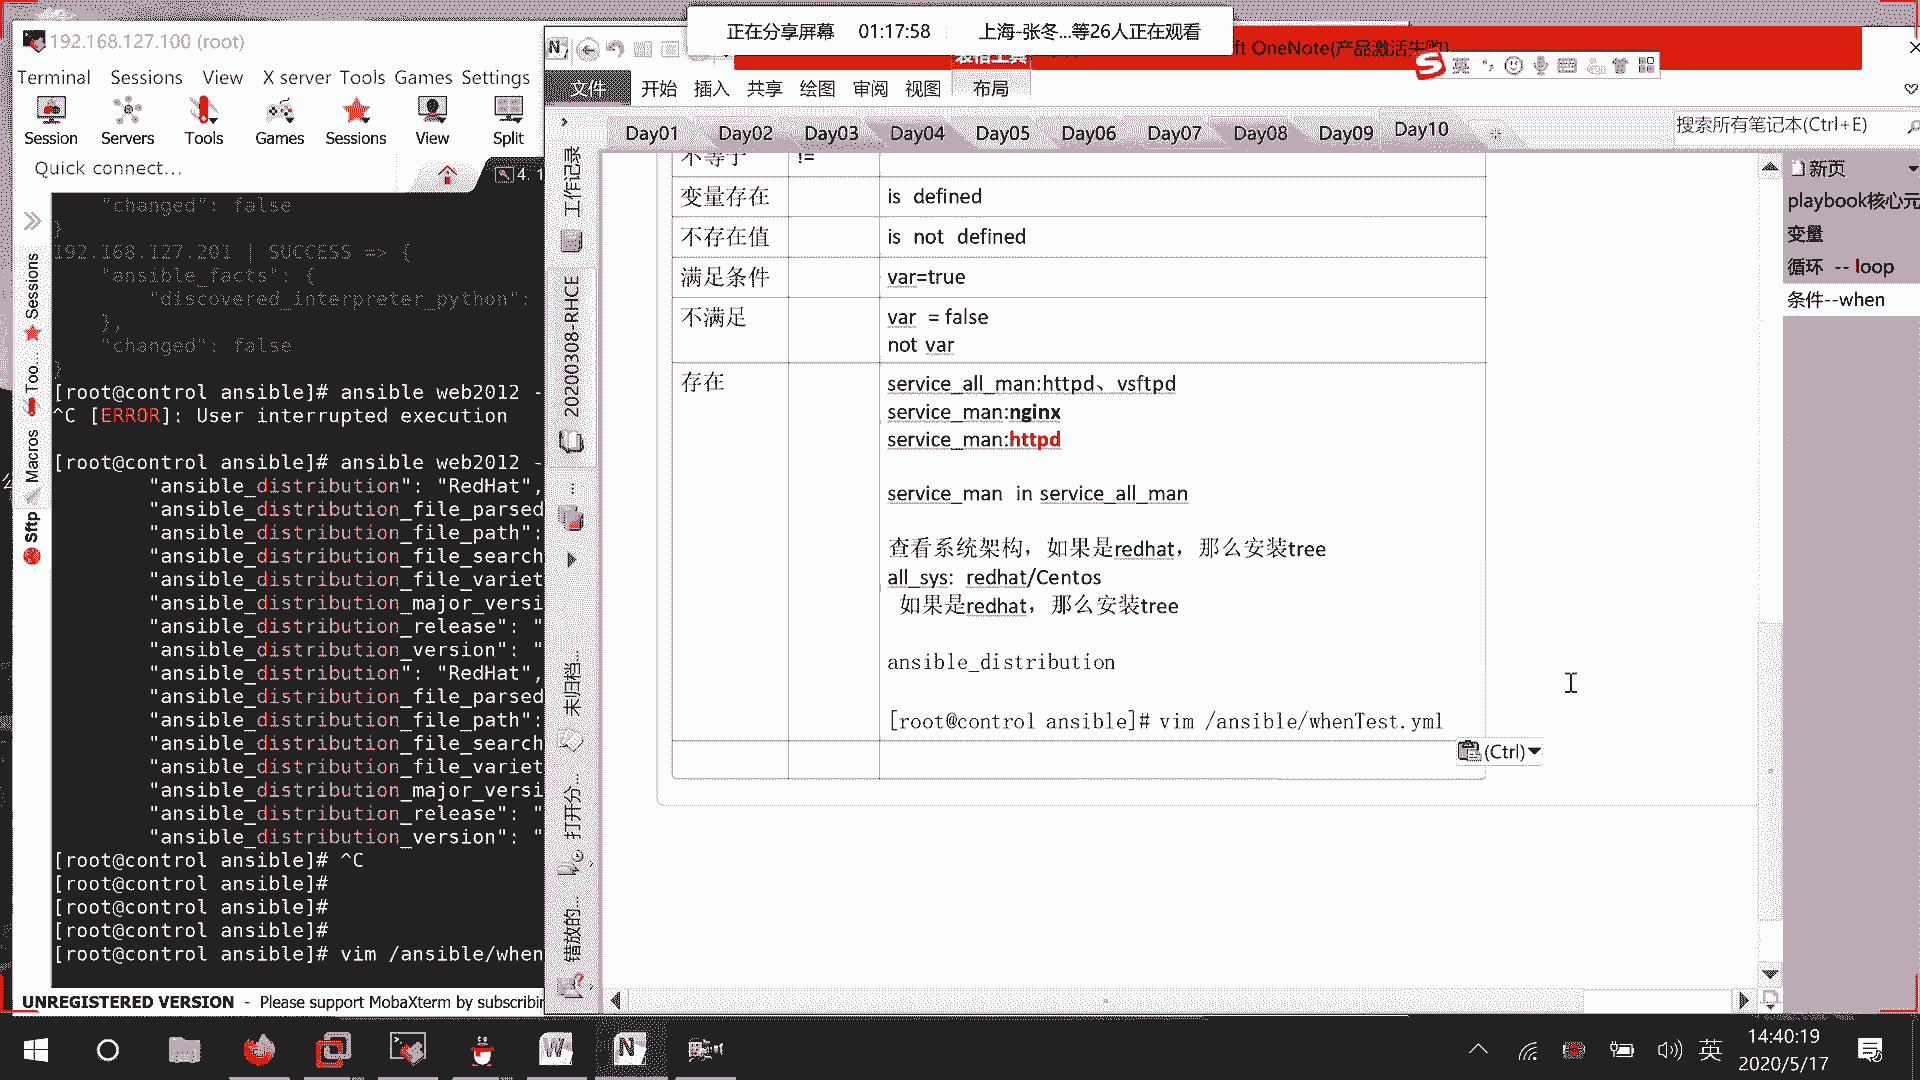 正在分享屏幕 01:17:58 上海-张冬...等26人正在观看
192.168.127.100 (root)
Terminal Sessions View X server Tools Games Settings
Session Servers Tools Games Sessions View Split
Quick connect...
4. 1
Sessions
Too...
Macros
Sftp
"changed": false
}
192.168.127.201 | SUCCESS => {
"ansible_facts": {
"discovered_interpreter_python":
},
"changed": false
}
[root@control ansible]# ansible web2012 -
^C [ERROR]: User interrupted execution
[root@control ansible]# ansible web2012 -
"ansible_distribution": "RedHat",
"ansible_distribution_file_parsed
"ansible_distribution_file_path":
"ansible_distribution_file_search
"ansible_distribution_file_variet
"ansible_distribution_major_versi
"ansible_distribution_release": "
"ansible_distribution_version": "
"ansible_distribution": "RedHat",
"ansible_distribution_file_parsed
"ansible_distribution_file_path":
"ansible_distribution_file_search
"ansible_distribution_file_variet
"ansible_distribution_major_versi
"ansible_distribution_release": "
"ansible_distribution_version": "
[root@control ansible]# ^C
[root@control ansible]#
[root@control ansible]#
[root@control ansible]#
[root@control ansible]# vim /ansible/when
UNREGISTERED VERSION - Please support MobaXterm by subscribin
ft OneNote(产品激活失败)
表格工具
英
文件 开始 插入 共享 绘图 审阅 视图 布局
Day01 Day02 Day03 Day04 Day05 Day06 Day07 Day08 Day09 Day10
搜索所有笔记本(Ctrl+E)
工作记录
20200308-RHCE
未归档...
打开分...
错放的...
不等于 !=
变量存在 is defined
不存在值 is not defined
满足条件 var=true
不满足 var = false
not var
存在 service_all_man:httpd、vsftpd
service_man:nginx
service_man:httpd
service_man in service_all_man
查看系统架构，如果是redhat，那么安装tree
all_sys: redhat/Centos
如果是redhat，那么安装tree
ansible_distribution
[root@control ansible]# vim /ansible/whenTest.yml
(Ctrl)
新页
playbook核心元
变量
循环 -- loop
条件--when
英
14:40:19
2020/5/17